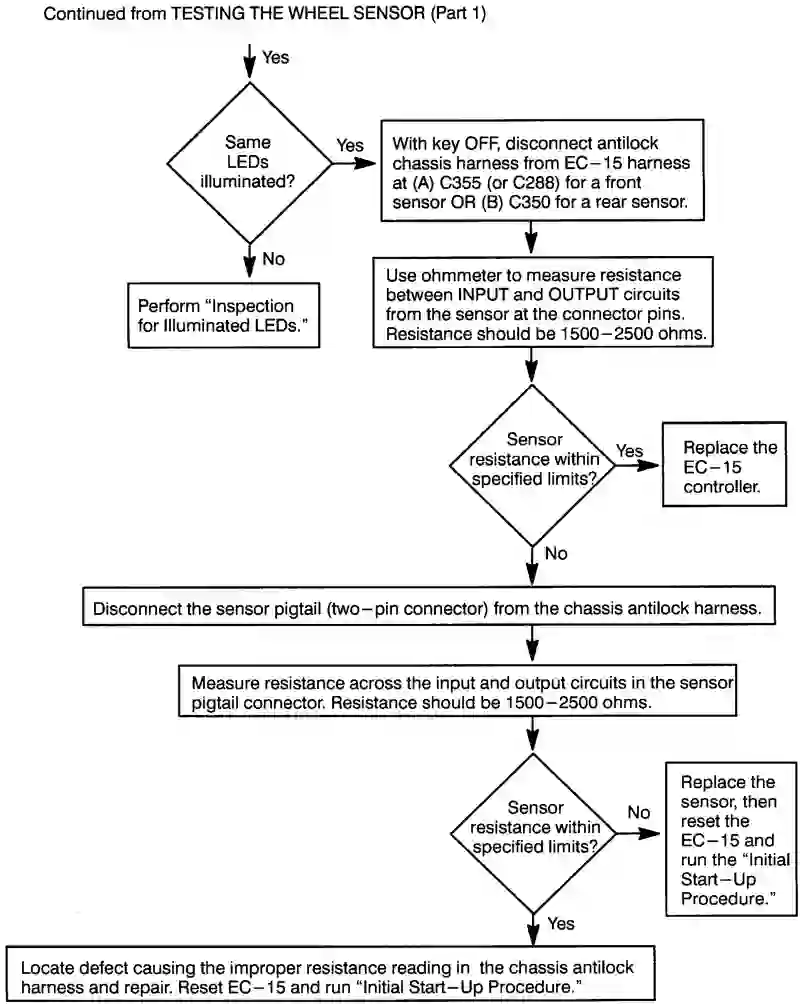 Continued from TESTING THE WHEEL SENSOR (Part 1)
Yes
Same
LEDs
illuminated?
Yes
With key OFF, disconnect antilock
chassis harness from EC–15 harness
at (A) C355 (or C288) for a front
sensor OR (B) C350 for a rear sensor.
No
Perform “Inspection
for Illuminated LEDs.”
Use ohmmeter to measure resistance
between INPUT and OUTPUT circuits
from the sensor at the connector pins.
Resistance should be 1500–2500 ohms.
Sensor
resistance within
specified limits?
Yes
Replace the
EC–15
controller.
No
Disconnect the sensor pigtail (two–pin connector) from the chassis antilock harness.
Measure resistance across the input and output circuits in the sensor
pigtail connector. Resistance should be 1500–2500 ohms.
Sensor
resistance within
specified limits?
No
Replace the
sensor, then
reset the
EC–15 and
run the “Initial
Start–Up
Procedure.”
Yes
Locate defect causing the improper resistance reading in the chassis antilock
harness and repair. Reset EC–15 and run “Initial Start–Up Procedure.”